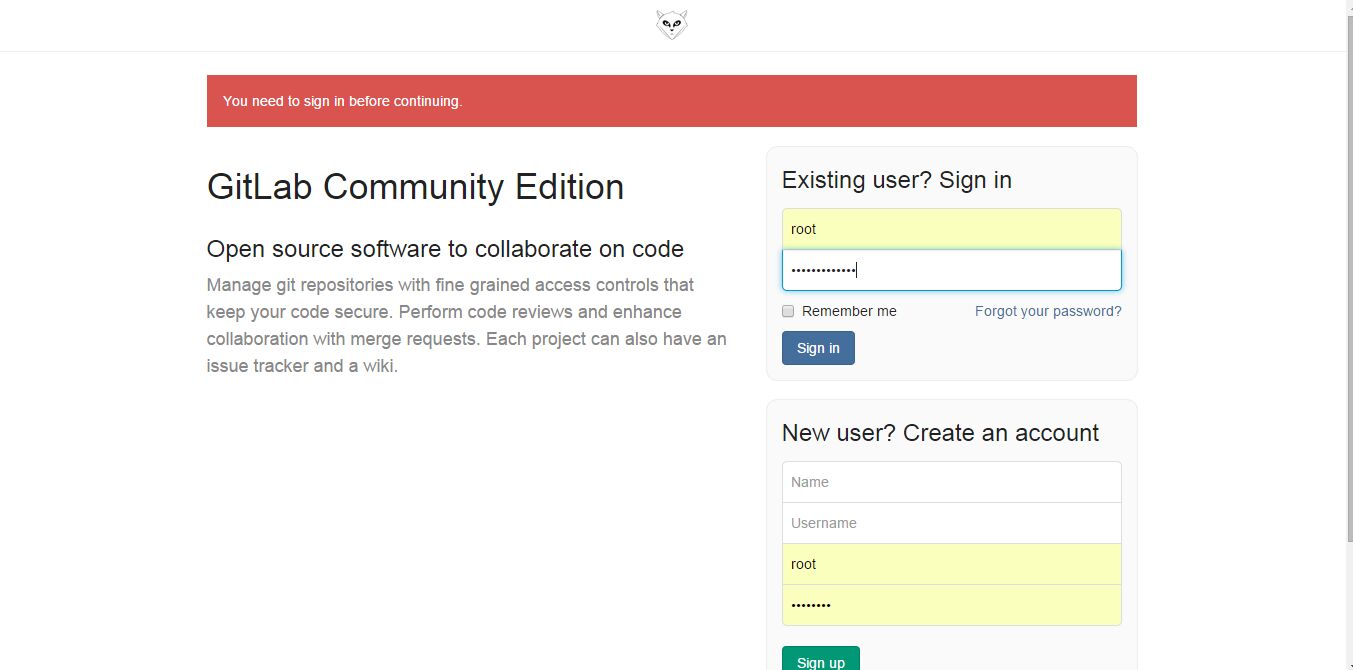 You need to sign in before continuing.
GitLab Community Edition
Open source software to collaborate on code
Manage git repositories with fine grained access controls that
keep your code secure. Perform code reviews and enhance
collaboration with merge requests. Each project can also have an
issue tracker and a wiki.
Existing user? Sign in
root
•••••••••••••
Remember me Forgot your password?
Sign in
New user? Create an account
Name
Username
root
••••••••
Sign up